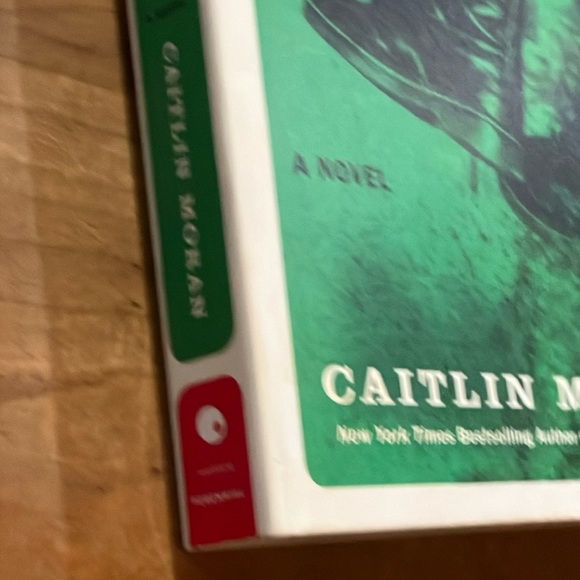 CAITLIN MORAN
A NOVEL
CAITLIN M
New York Times Bestselling Author